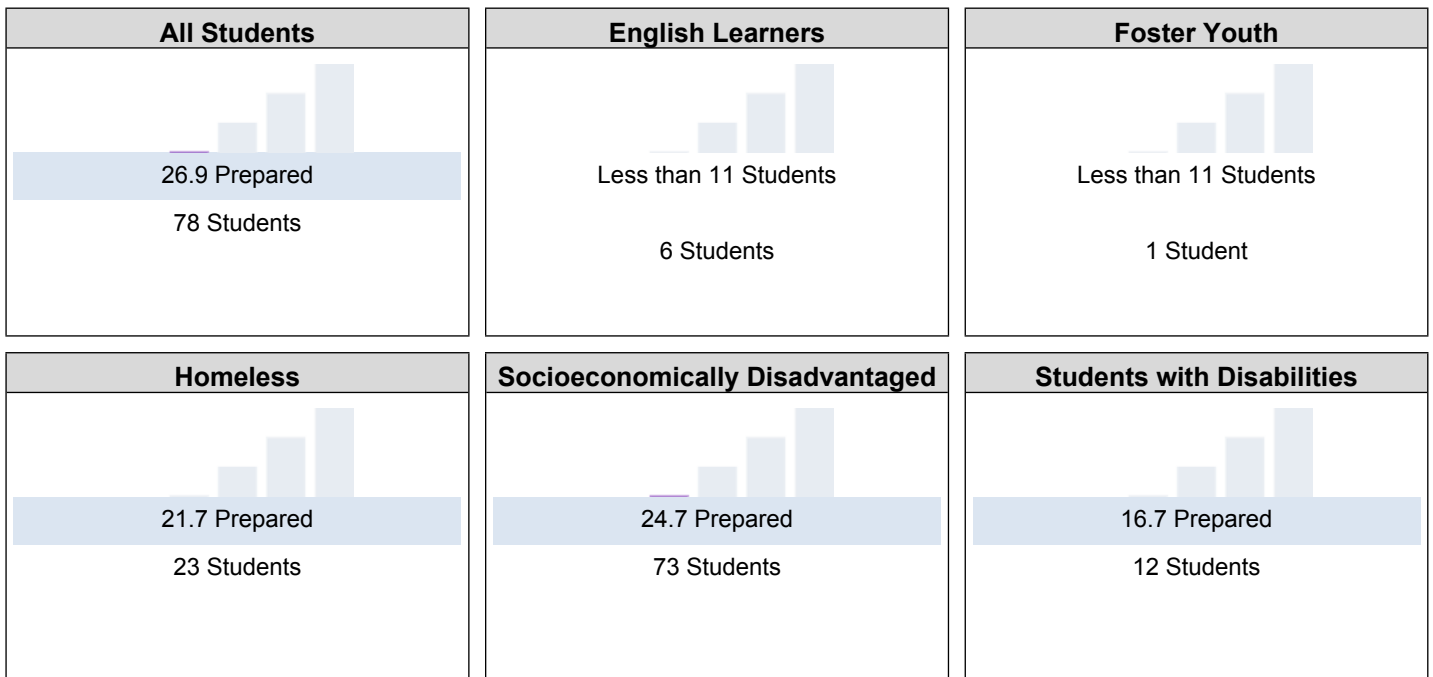 All Students
26.9 Prepared
78 Students
English Learners
Less than 11 Students
6 Students
Foster Youth
Less than 11 Students
1 Student
Homeless
21.7 Prepared
23 Students
Socioeconomically Disadvantaged
24.7 Prepared
73 Students
Students with Disabilities
16.7 Prepared
12 Students